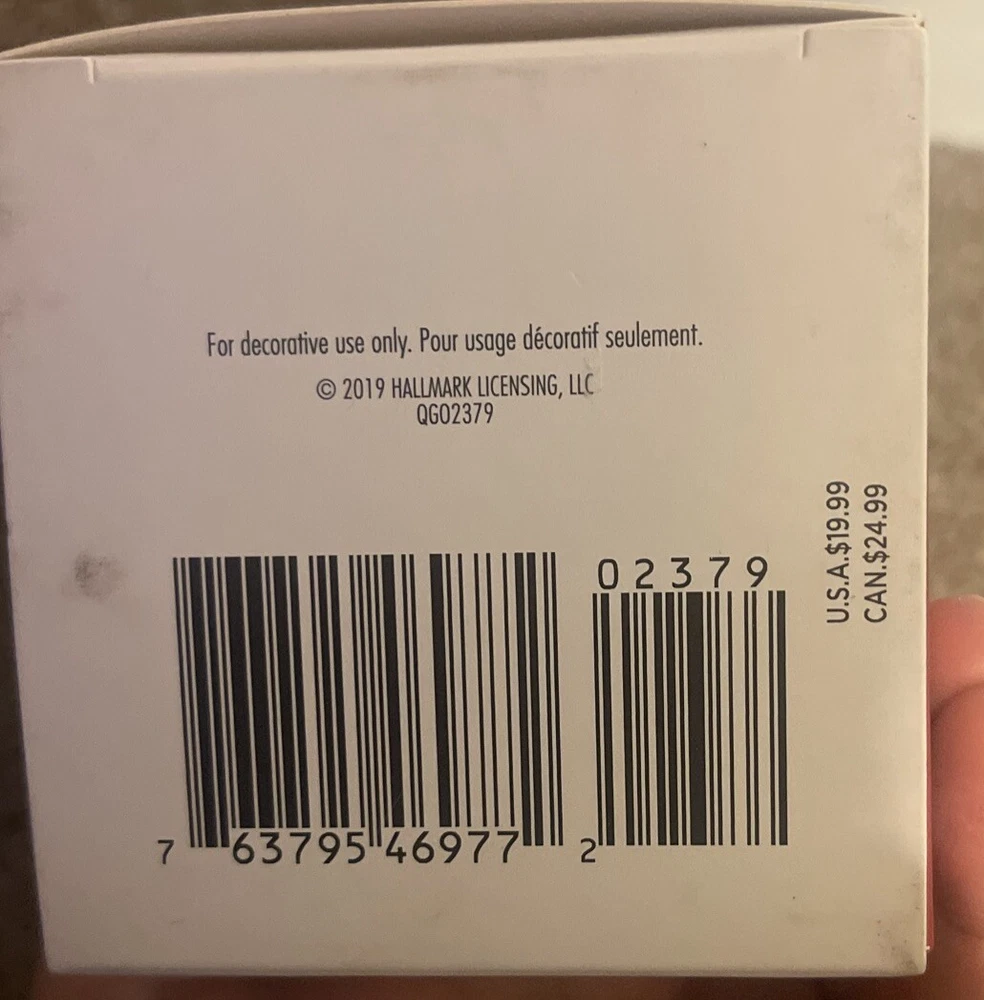 For decorative use only. Pour usage décoratif seulement.
© 2019 HALLMARK LICENSING, LLC
QGO2379
U.S.A.$19.99
CAN.$24.99
02379
7 63795 46977 2